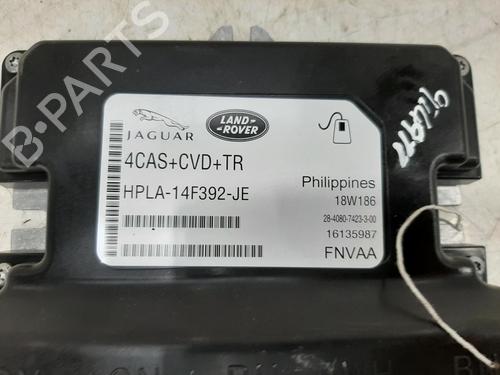 B-PARTS
JAGUAR
LAND-
ROVER
4CAS+CVD+TR
HPLA-14F392-JE
Philippines
18W186
28-4080-7423-3-00
16135987
FNVAA